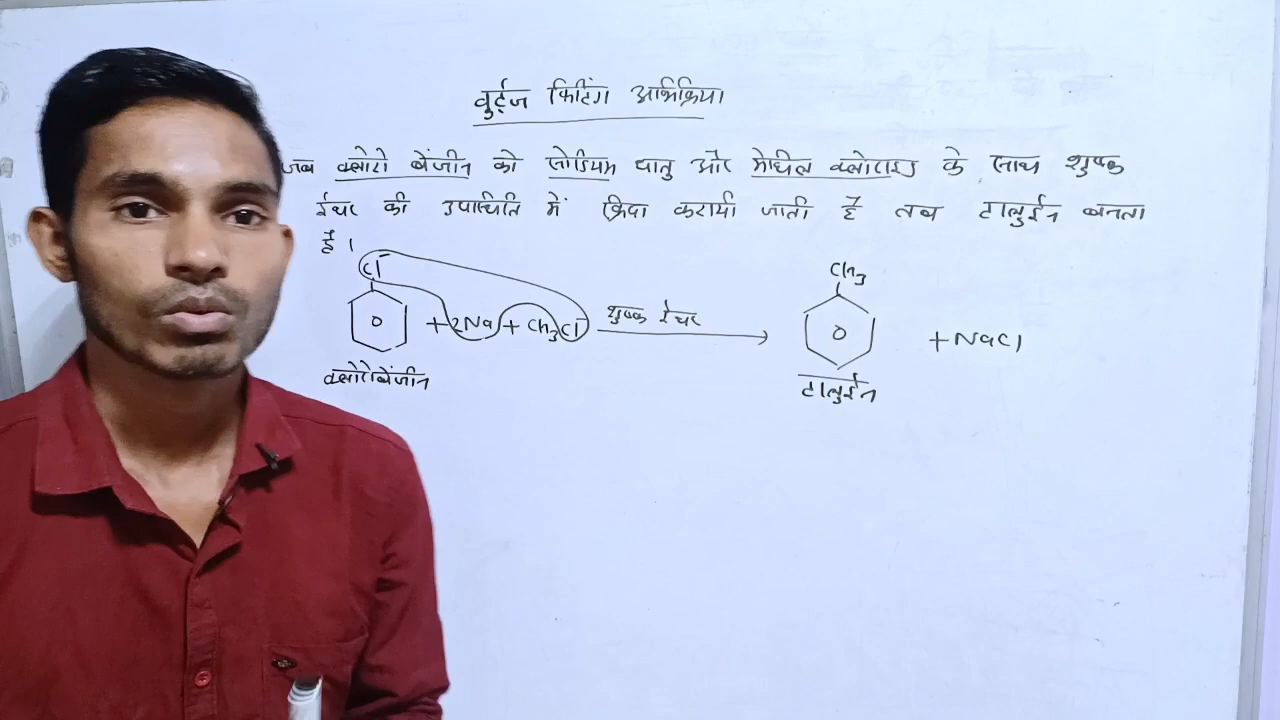 वुर्ट्ज फिटिंग अभिक्रिया
जब क्लोरो बेंजीन को सोडियम धातु और मेथिल क्लोराइड के साथ शुष्क
ईथर की उपस्थिति में क्रिया करायी जाती है तब टालुईन बनता
है।
Cl CH₃
+ 2Na + CH₃Cl शुष्क ईथर + NaCl
क्लोरोबेंजीन टालुईन